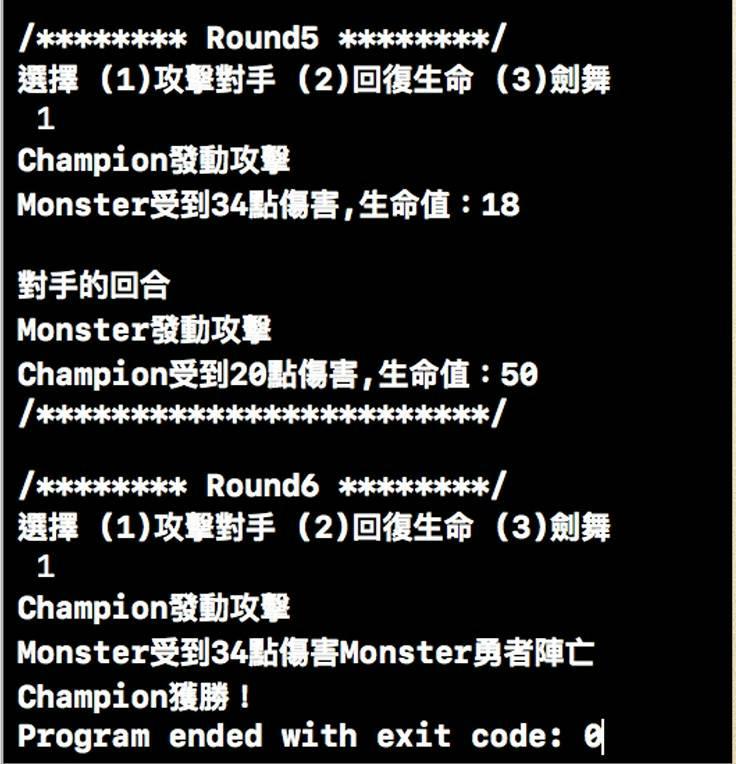 /******** Round5 ********/
選擇 (1)攻擊對手 (2)回復生命 (3)劍舞
1
Champion發動攻擊
Monster受到34點傷害,生命值：18
對手的回合
Monster發動攻擊
Champion受到20點傷害,生命值：50
/************************/
/******** Round6 ********/
選擇 (1)攻擊對手 (2)回復生命 (3)劍舞
1
Champion發動攻擊
Monster受到34點傷害Monster勇者陣亡
Champion獲勝！
Program ended with exit code: 0